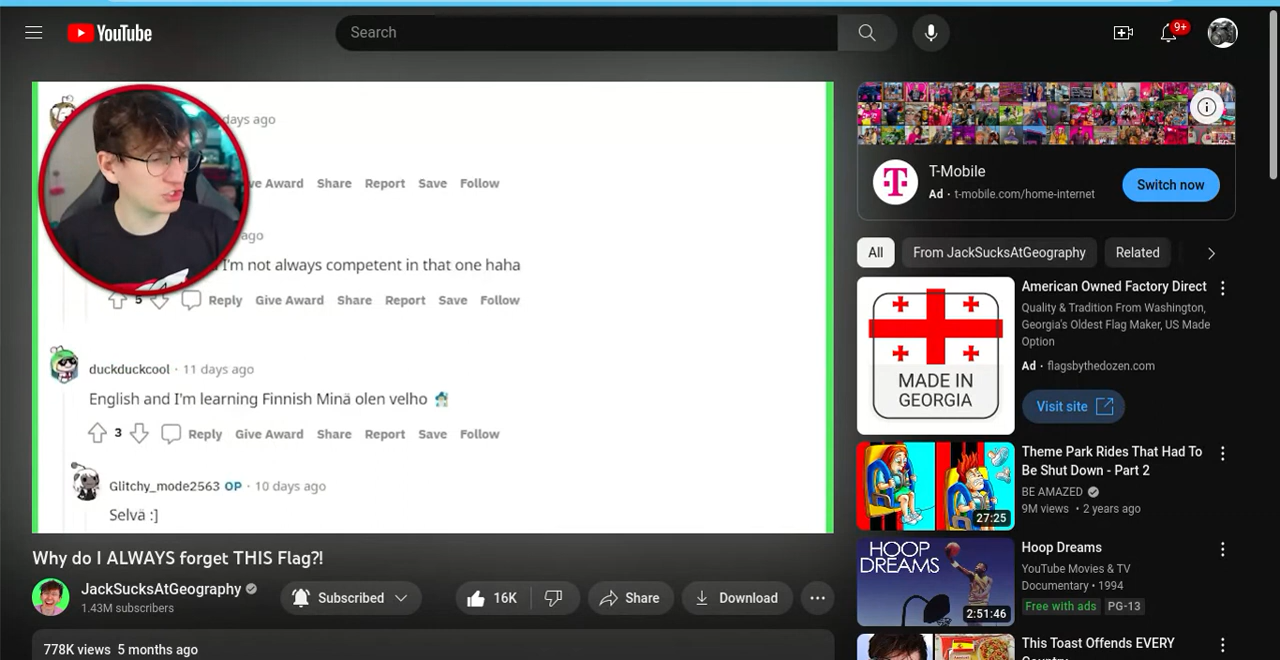 YouTube
Search
9+
days ago
ve Award Share Report Save Follow
ago
I'm not always competent in that one haha
5 Reply Give Award Share Report Save Follow
duckduckcool · 11 days ago
English and I'm learning Finnish Minä olen velho
3 Reply Give Award Share Report Save Follow
Glitchy_mode2563 OP · 10 days ago
Selvä :]
Why do I ALWAYS forget THIS Flag?!
JackSucksAtGeography
1.43M subscribers
Subscribed
16K
Share
Download
778K views 5 months ago
T-Mobile
Ad · t-mobile.com/home-internet
Switch now
All
From JackSucksAtGeography
Related
MADE IN
GEORGIA
American Owned Factory Direct
Quality & Tradition From Washington,
Georgia's Oldest Flag Maker, US Made
Option
Ad · flagsbythedozen.com
Visit site
27:25
Theme Park Rides That Had To
Be Shut Down - Part 2
BE AMAZED
9M views • 2 years ago
HOOP
DREAMS
2:51:46
Hoop Dreams
YouTube Movies & TV
Documentary • 1994
Free with ads PG-13
This Toast Offends EVERY